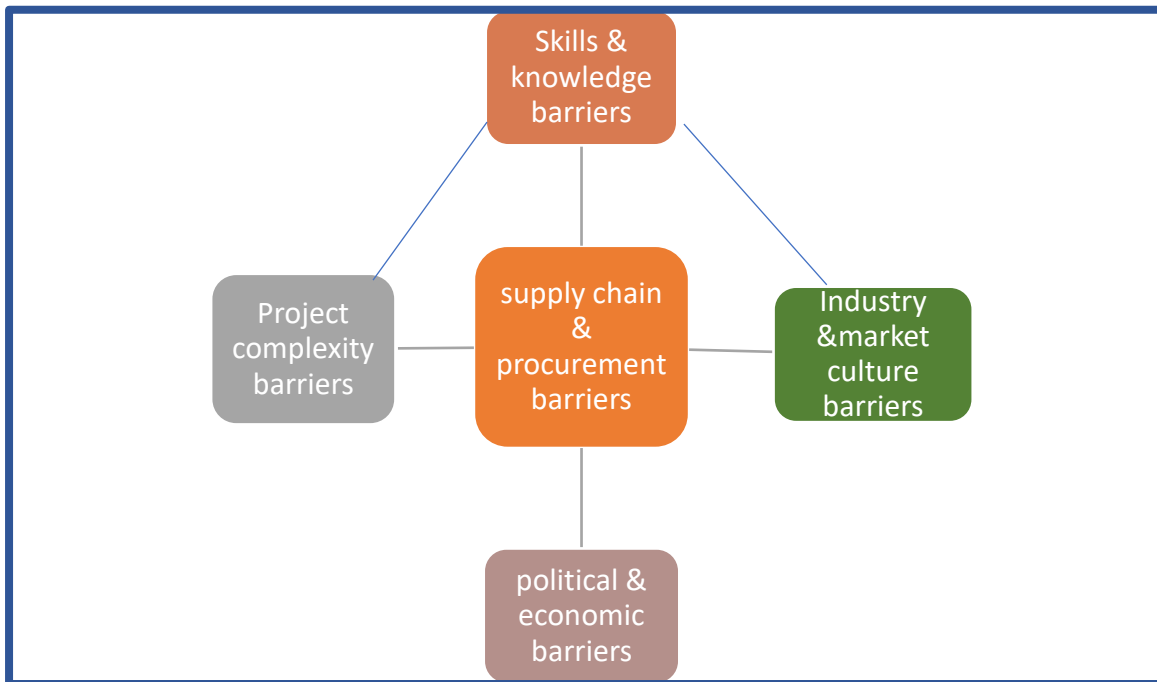 Skills &
knowledge
barriers
Project
complexity
barriers
supply chain
&
procurement
barriers
Industry
&market
culture
barriers
political &
economic
barriers